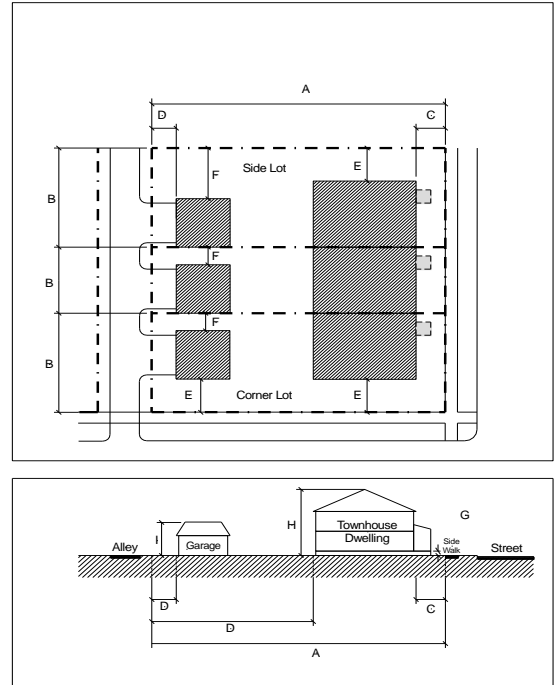 A
D
C
F
Side Lot
E
B
F
B
F
B
E
Corner Lot
E
H
G
I
Townhouse
Dwelling
Garage
Alley
Side
Walk
Street
D
C
D
A